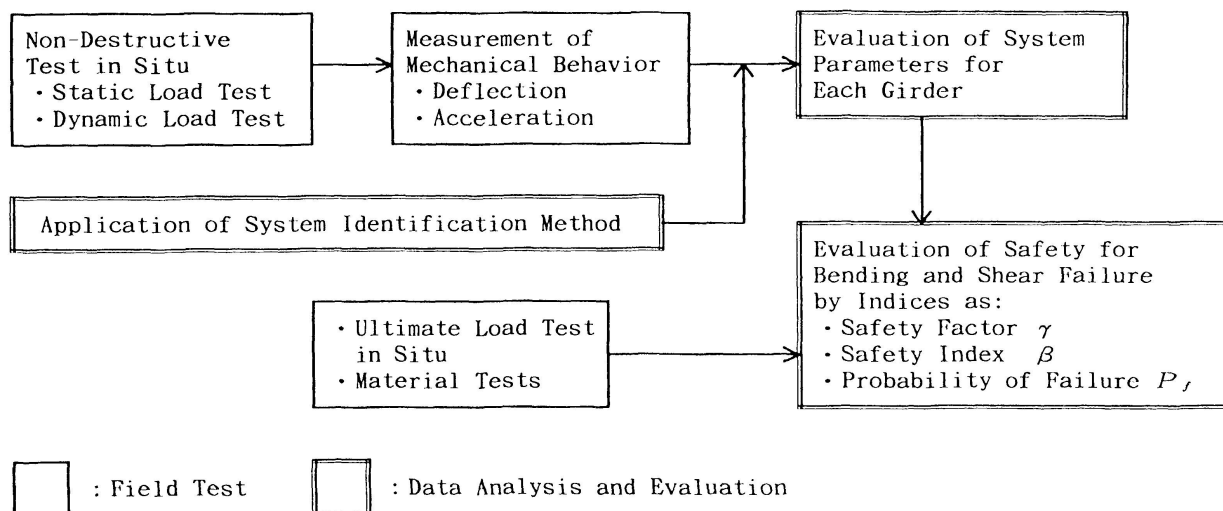 Non-Destructive
Test in Situ
・Static Load Test
・Dynamic Load Test
Measurement of
Mechanical Behavior
・Deflection
・Acceleration
Evaluation of System
Parameters for
Each Girder
Application of System Identification Method
Evaluation of Safety for
Bending and Shear Failure
by Indices as:
・Safety Factor γ
・Safety Index β
・Probability of Failure P_f
・Ultimate Load Test
in Situ
・Material Tests
: Field Test
: Data Analysis and Evaluation